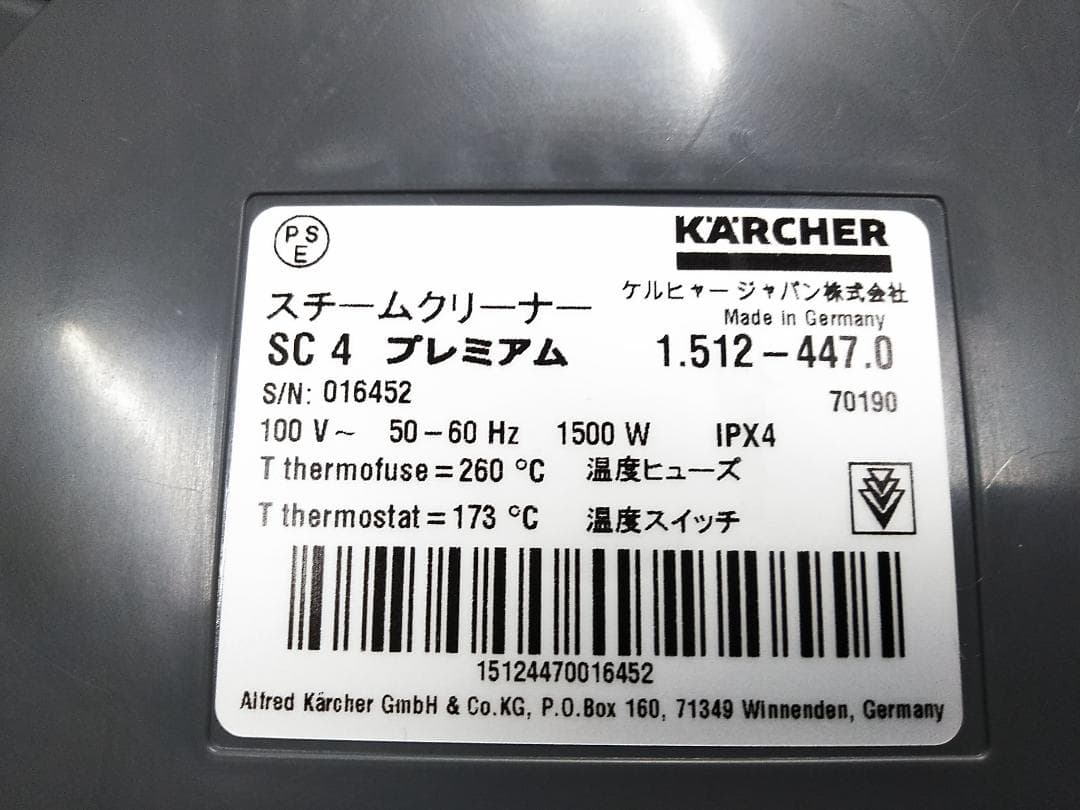 PS
E
KÄRCHER
スチームクリーナー
ケルヒャージャパン株式会社
Made in Germany
SC 4 プレミアム
1.512-447.0
S/N: 016452
70190
100 V~ 50-60 Hz 1500 W IPX4
T thermofuse=260 °C 温度ヒューズ
T thermostat=173 °C 温度スイッチ
15124470016452
Alfred Kärcher GmbH & Co.KG, P.O.Box 160, 71349 Winnenden, Germany